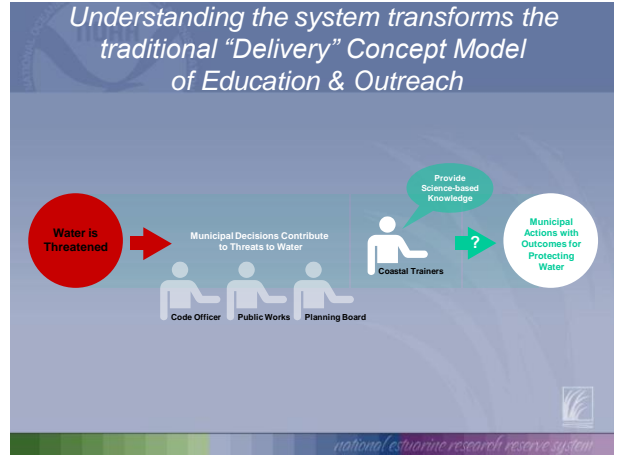 Understanding the system transforms the
traditional “Delivery” Concept Model
of Education & Outreach
Provide
Science-based
Knowledge
Water is
Threatened
Municipal Decisions Contribute
to Threats to Water
?
Municipal
Actions with
Outcomes for
Protecting
Water
Coastal Trainers
Code Officer
Public Works
Planning Board
national estuarine research reserve system